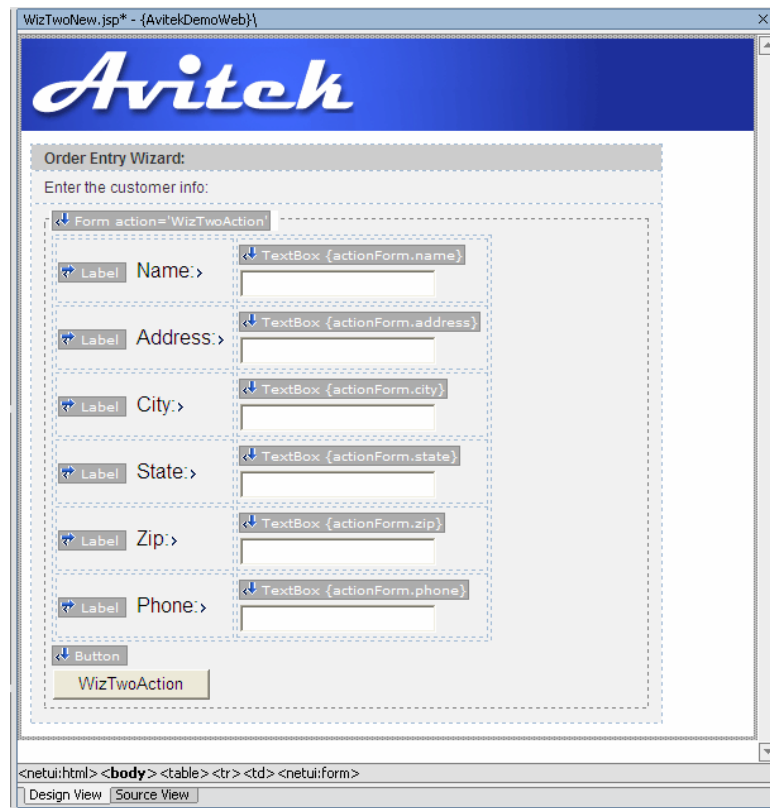 WizTwoNew.jsp* - {AvitekDemoWeb}\
Avitek
Order Entry Wizard:
Enter the customer info:
Form action='WizTwoAction'
TextBox {actionForm.name}
Label Name:
TextBox {actionForm.address}
Label Address:
TextBox {actionForm.city}
Label City:
TextBox {actionForm.state}
Label State:
TextBox {actionForm.zip}
Label Zip:
TextBox {actionForm.phone}
Label Phone:
Button
WizTwoAction
<netui:html> <body> <table> <tr> <td> <netui:form>
Design View Source View